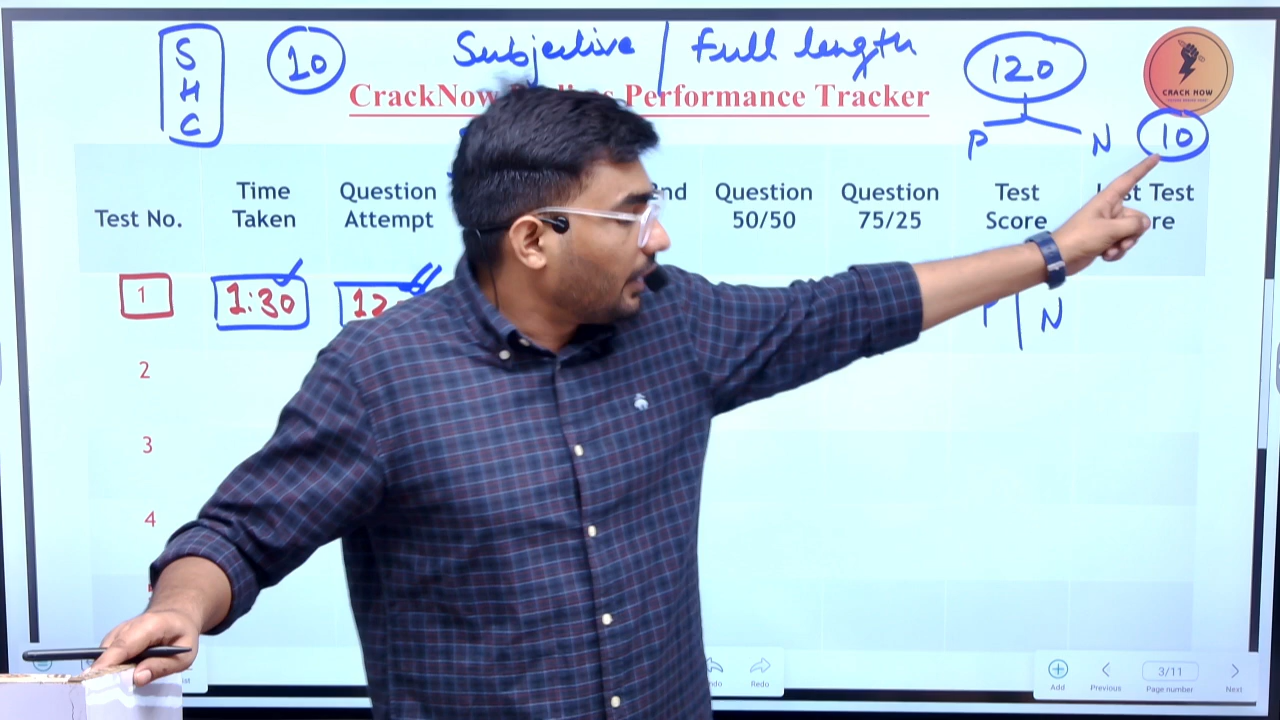 S
H
C
10
Subjective | Full length
120
P N
10
CRACK NOW
CrackNow Performance Tracker
Test No.
Time
Taken
Question
Attempt
Question
50/50
Question
75/25
Test
Score
Test
1
1:30
P | N
2
3
4
Redo
Add
Previous
3/11
Page number
Next